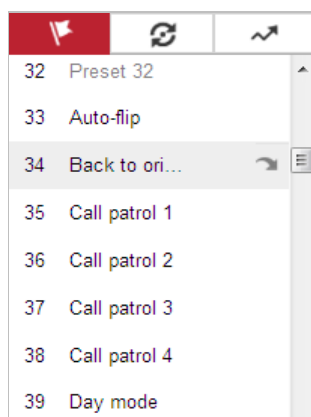 32 Preset 32
33 Auto-flip
34 Back to ori...
35 Call patrol 1
36 Call patrol 2
37 Call patrol 3
38 Call patrol 4
39 Day mode